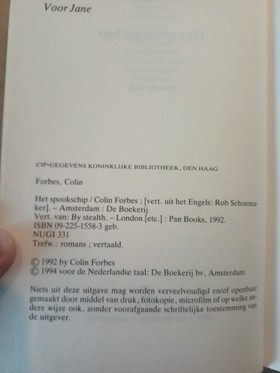 Voor Jane
CIP-GEGEVENS KONINKLIJKE BIBLIOTHEEK, DEN HAAG
Forbes, Colin
Het spookschip / Colin Forbes ; [vert. uit het Engels: Rob Schoema-
ker]. – Amsterdam : De Boekerij
Vert. van: By stealth. – London [etc.] : Pan Books, 1992.
ISBN 09-225-1558-3 geb.
NUGI 331
Trefw.: romans ; vertaald.
© 1992 by Colin Forbes
© 1994 voor de Nederlandse taal: De Boekerij bv, Amsterdam
Niets uit deze uitgave mag worden verveelvoudigd en/of openbaar
gemaakt door middel van druk, fotokopie, microfilm of op welke an-
dere wijze ook, zonder voorafgaande schriftelijke toestemming van
de uitgever.